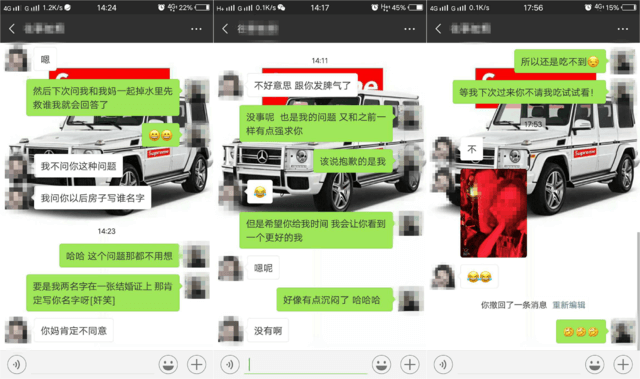 4G 1.2K/s 14:24 4G 22%
嗯
Supreme
然后下次问我和我妈一起掉水里先
救谁我就会回答了
我不问你这种问题
Supreme
我问你以后房子写谁名字
14:23
哈哈 这个问题那都不用想
要是我两名字在一张结婚证上 那肯
定写你名字呀[好笑]
你妈肯定不同意
0.1K/s 14:17 45%
14:11
不好意思 跟你发脾气了
Supreme
没事呢 也是我的问题 又和之前一
样有点强求你
该说抱歉的是我
但是希望你给我时间 我会让你看到
一个更好的我
嗯呢
好像有点沉闷了 哈哈哈
没有啊
4G 0.1K/s 17:56 4G 15%
所以还是吃不到
等我下次过来你不请我吃试试看！
17:53
不
Supreme
你撤回了一条消息 重新编辑